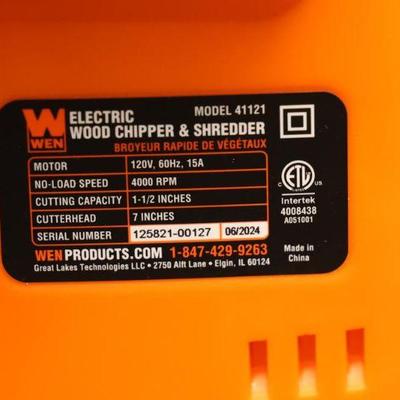 WEN
ELECTRIC MODEL 41121
WOOD CHIPPER & SHREDDER
BROYEUR RAPIDE DE VÉGÉTAUX
MOTOR 120V, 60Hz, 15A
NO-LOAD SPEED 4000 RPM
CUTTING CAPACITY 1-1/2 INCHES
CUTTERHEAD 7 INCHES
SERIAL NUMBER 125821-00127 06/2024
WENPRODUCTS.COM 1-847-429-9263
Great Lakes Technologies LLC • 2750 Alft Lane • Elgin, IL 60124
C ETL US
Intertek
4008438
A051001
Made in
China